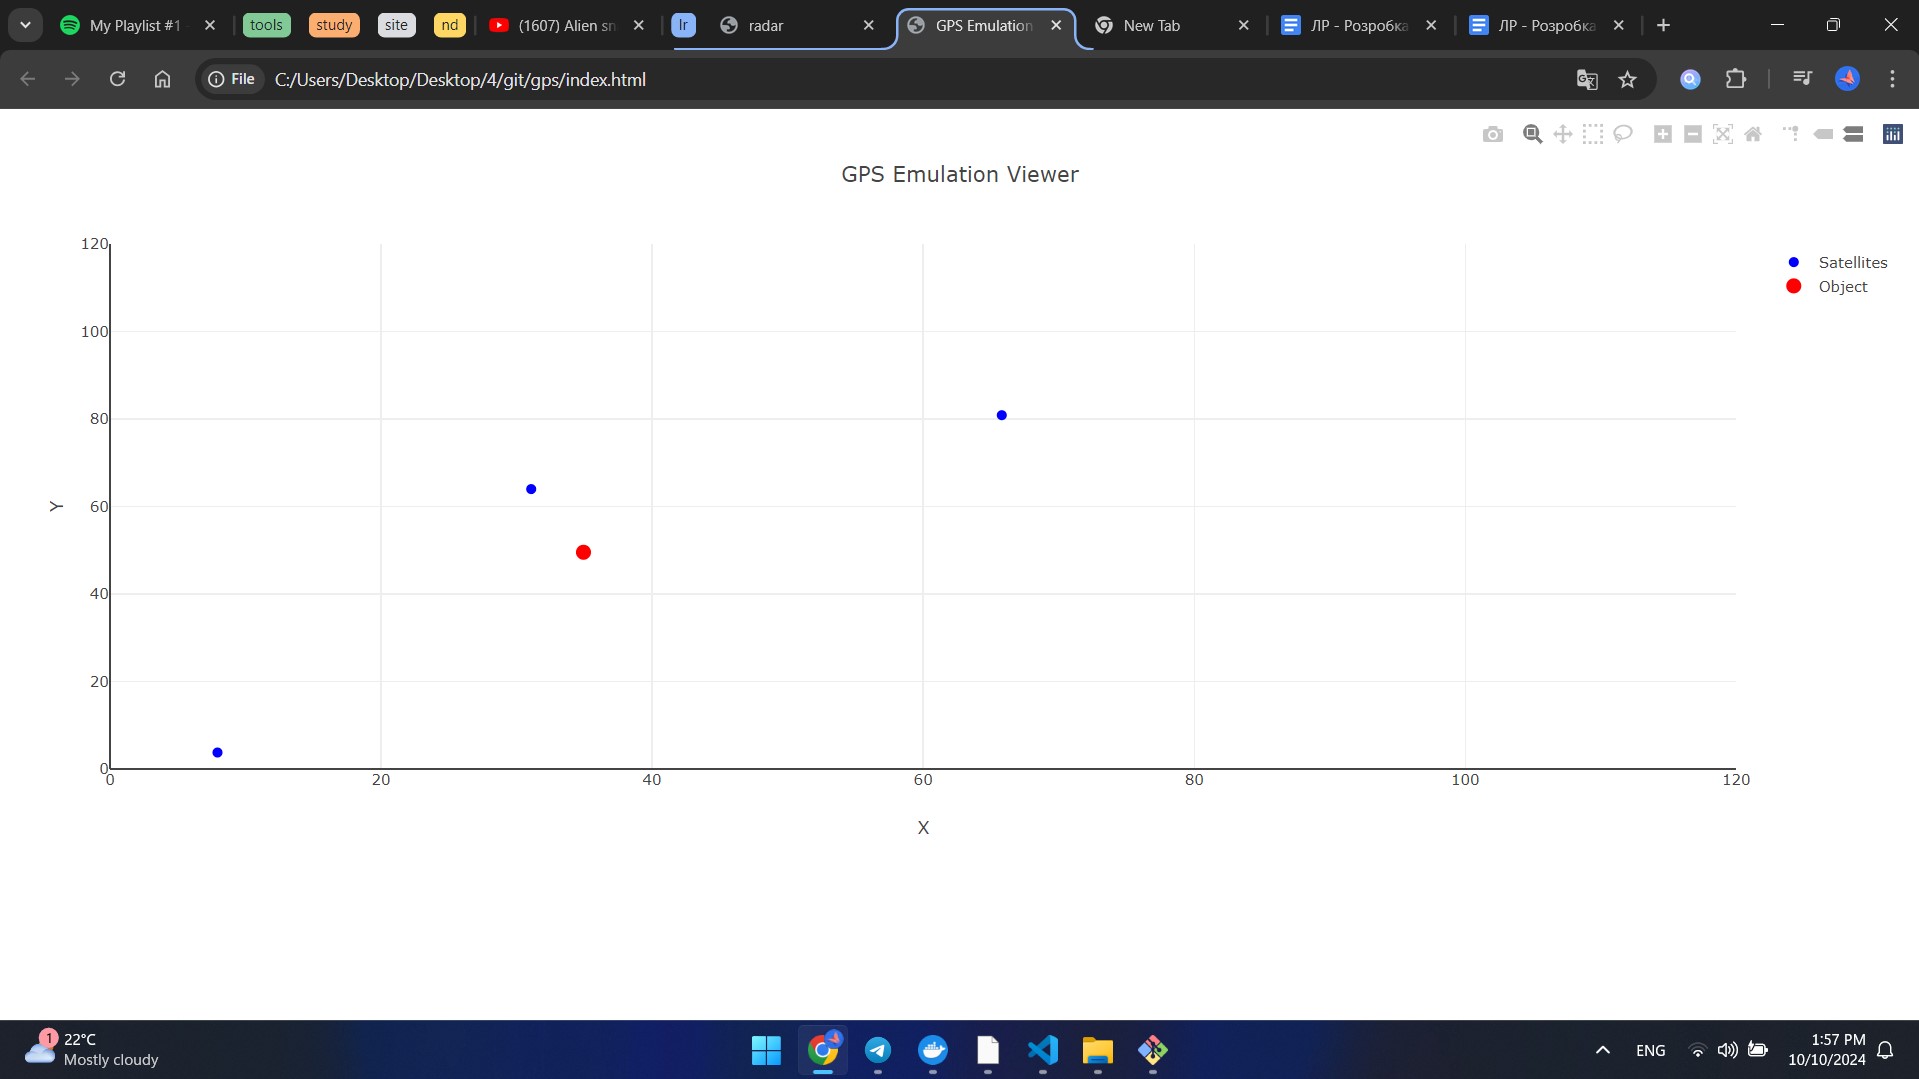 My Playlist #1
tools
study
site
nd
(1607) Alien sn
lr
radar
GPS Emulation
New Tab
ЛР - Розробка
ЛР - Розробка
File
C:/Users/Desktop/Desktop/4/git/gps/index.html
GPS Emulation Viewer
Satellites
Object
120
100
80
60
40
20
0
Y
0
20
40
60
80
100
120
X
1
22°C
Mostly cloudy
ENG
1:57 PM
10/10/2024